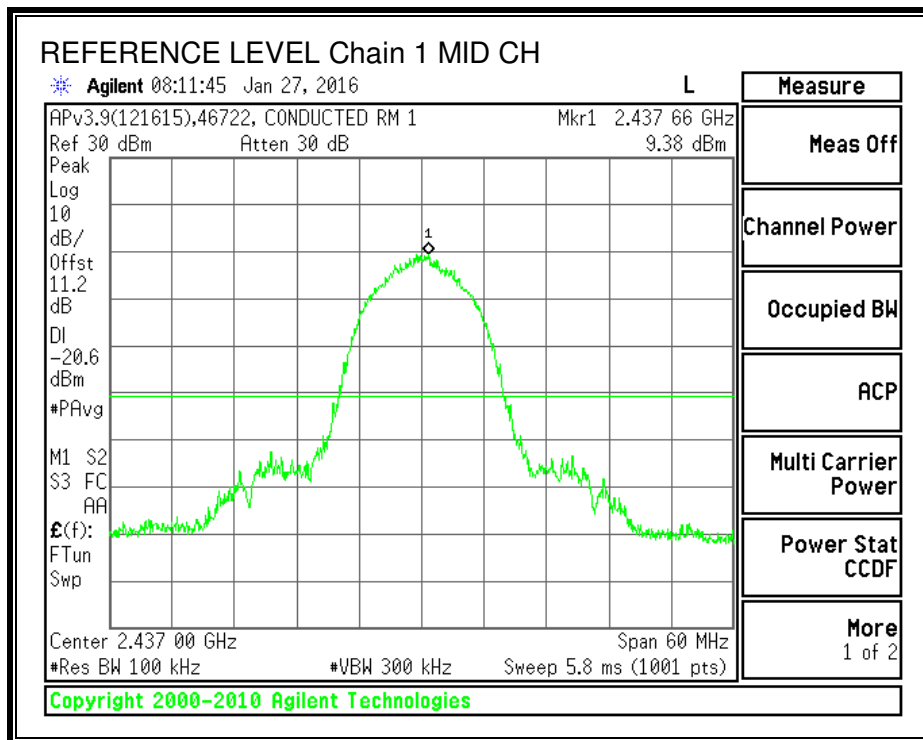 REFERENCE LEVEL Chain 1 MID CH
Agilent 08:11:45 Jan 27, 2016 L
Measure
APv3.9(121615),46722, CONDUCTED RM 1 Mkr1 2.437 66 GHz
Ref 30 dBm Atten 30 dB 9.38 dBm
Meas Off
Peak
Log
10
dB/
Offst
11.2
dB
DI
-20.6
dBm
#PAvg
M1 S2
S3 FC
AA
£(f):
FTun
Swp
1
Channel Power
Occupied BW
ACP
Multi Carrier
Power
Power Stat
CCDF
More
1 of 2
Center 2.437 00 GHz Span 60 MHz
#Res BW 100 kHz #VBW 300 kHz Sweep 5.8 ms (1001 pts)
Copyright 2000-2010 Agilent Technologies